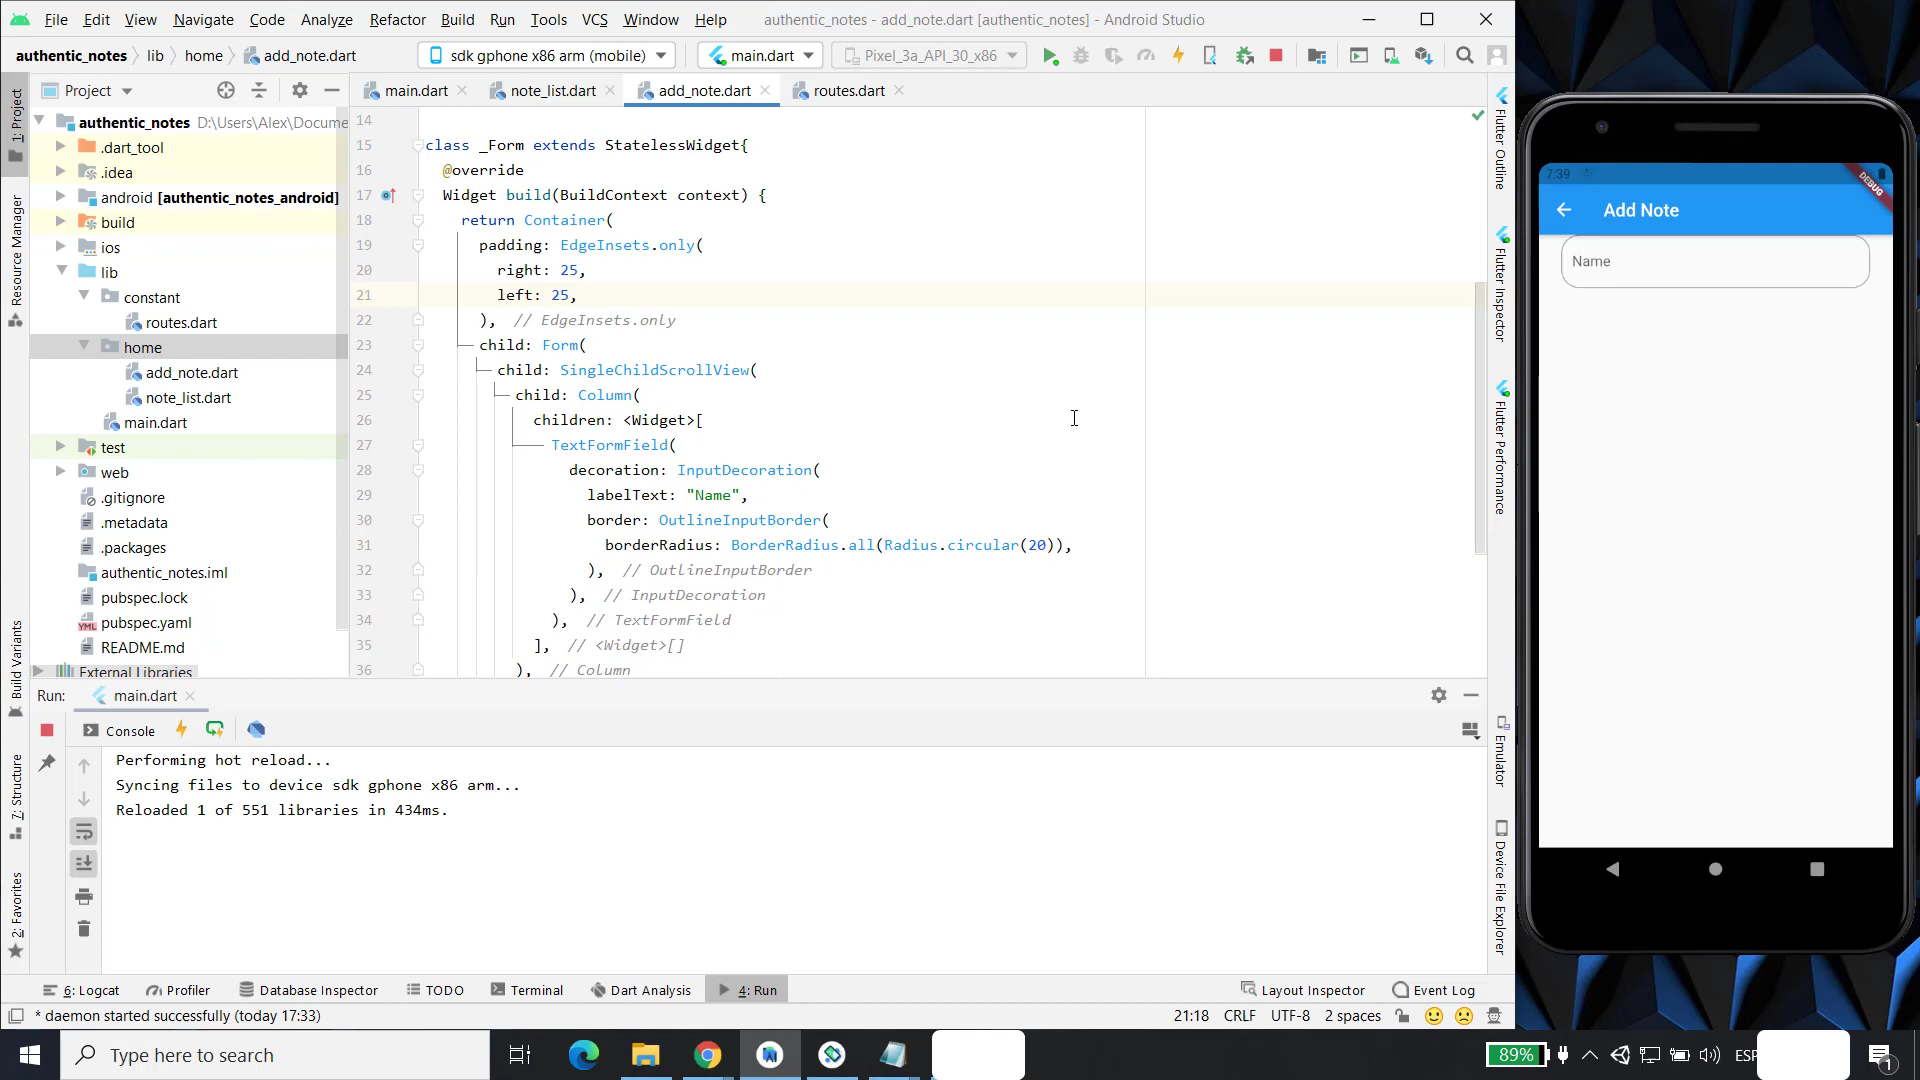 File Edit View Navigate Code Analyze Refactor Build Run Tools VCS Window Help authentic_notes - add_note.dart [authentic_notes] - Android Studio
authentic_notes lib home add_note.dart sdk gphone x86 arm (mobile) main.dart Pixel_3a_API_30_x86
Project main.dart note_list.dart add_note.dart routes.dart
1: Project
Resource Manager
Build Variants
7: Structure
2: Favorites
authentic_notes D:\Users\Alex\Docume
.dart_tool
.idea
android [authentic_notes_android]
build
ios
lib
constant
routes.dart
home
add_note.dart
note_list.dart
main.dart
test
web
.gitignore
.metadata
.packages
authentic_notes.iml
pubspec.lock
pubspec.yaml
README.md
External Libraries
14
15 class _Form extends StatelessWidget{
16 @override
17 Widget build(BuildContext context) {
18 return Container(
19 padding: EdgeInsets.only(
20 right: 25,
21 left: 25,
22 ), // EdgeInsets.only
23 child: Form(
24 child: SingleChildScrollView(
25 child: Column(
26 children: <Widget>[
27 TextFormField(
28 decoration: InputDecoration(
29 labelText: "Name",
30 border: OutlineInputBorder(
31 borderRadius: BorderRadius.all(Radius.circular(20)),
32 ), // OutlineInputBorder
33 ), // InputDecoration
34 ), // TextFormField
35 ], // <Widget>[]
36 ), // Column
Flutter Outline
Flutter Inspector
Flutter Performance
Emulator
Device File Explorer
7:39
DEBUG
Add Note
Name
Run: main.dart
Console
Performing hot reload...
Syncing files to device sdk gphone x86 arm...
Reloaded 1 of 551 libraries in 434ms.
6: Logcat Profiler Database Inspector TODO Terminal Dart Analysis 4: Run Layout Inspector Event Log
* daemon started successfully (today 17:33) 21:18 CRLF UTF-8 2 spaces
Type here to search 89% ESP 1